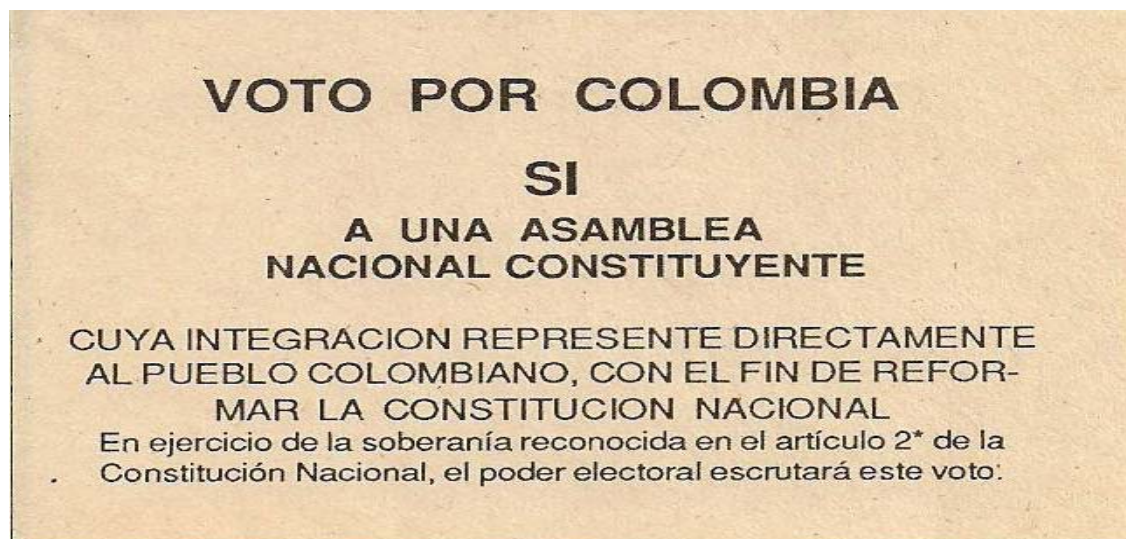 VOTO POR COLOMBIA
SI
A UNA ASAMBLEA
NACIONAL CONSTITUYENTE
CUYA INTEGRACION REPRESENTE DIRECTAMENTE
AL PUEBLO COLOMBIANO, CON EL FIN DE REFOR-
MAR LA CONSTITUCION NACIONAL
En ejercicio de la soberanía reconocida en el artículo 2* de la
Constitución Nacional, el poder electoral escrutará este voto.